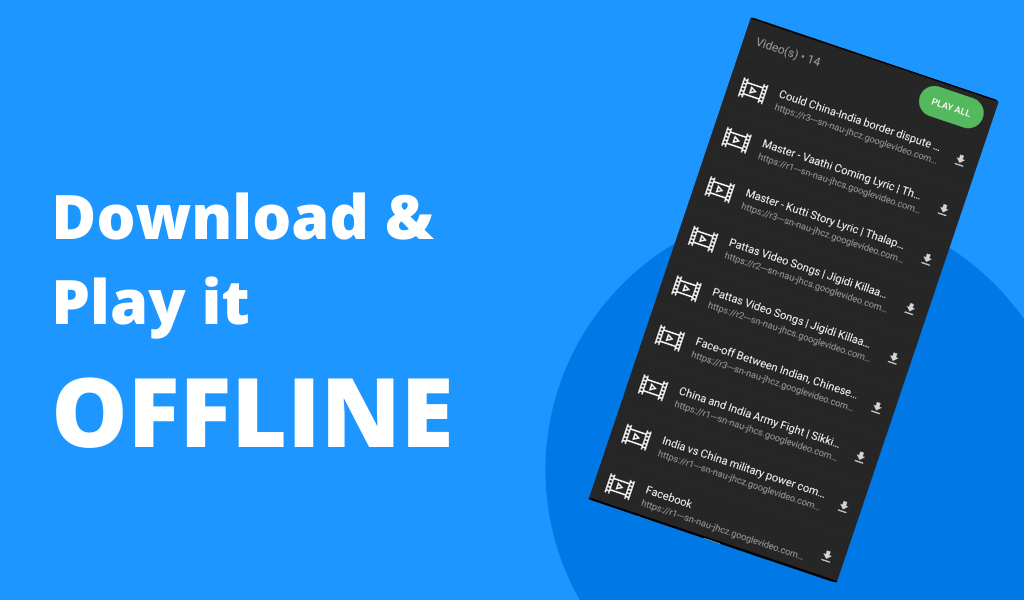 Download &
Play it
OFFLINE
Video(s) • 14
PLAY ALL
Could China-India border dispute ...
https://r3---sn-nau-jhcz.googlevideo.com...
Master - Vaathi Coming Lyric | Th...
https://r1---sn-nau-jhcs.googlevideo.com...
Master - Kutti Story Lyric | Thalap...
https://r3---sn-nau-jhcz.googlevideo.com...
Pattas Video Songs | Jigidi Killaa...
https://r2---sn-nau-jhcs.googlevideo.com...
Pattas Video Songs | Jigidi Killaa...
https://r2---sn-nau-jhcs.googlevideo.com...
Face-off Between Indian, Chinese...
https://r3---sn-nau-jhcz.googlevideo.com...
China and India Army Fight | Sikki...
https://r1---sn-nau-jhcs.googlevideo.com...
India vs China military power com...
https://r1---sn-nau-jhcz.googlevideo.com...
Facebook
https://r1---sn-nau-jhcz.googlevideo.com...